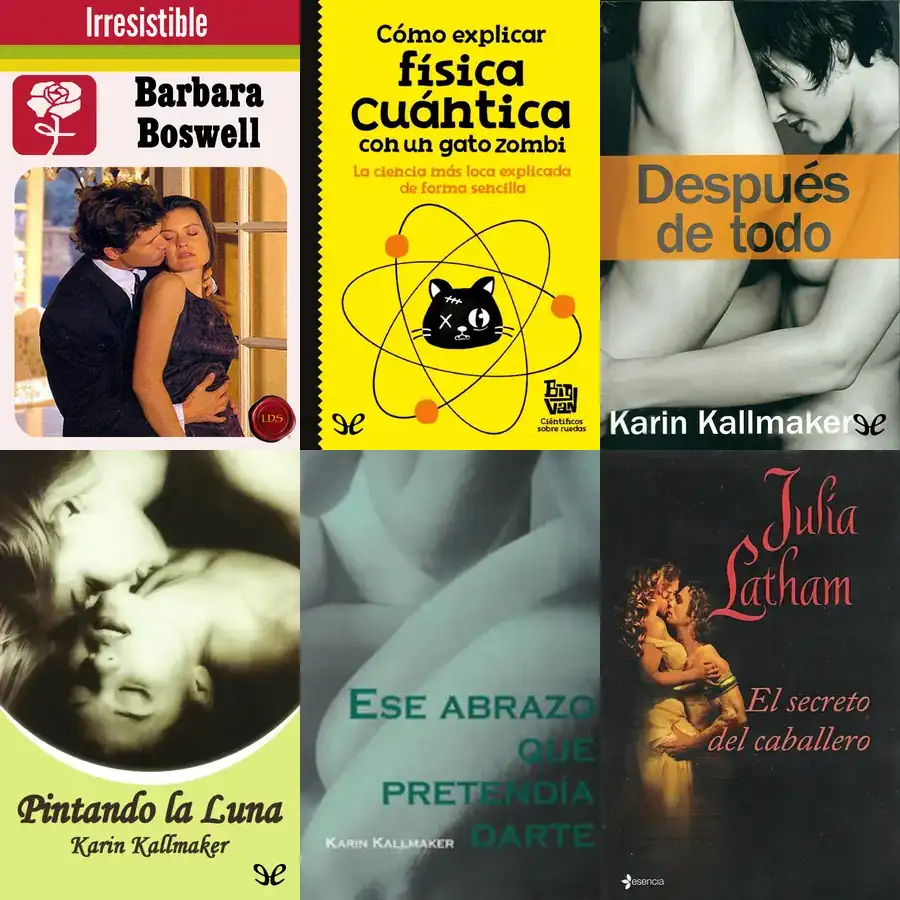 Irresistible
Barbara
Boswell
LDS
Cómo explicar
física
Cuántica
con un gato zombi
La ciencia más loca explicada
de forma sencilla
Big
Van
Científicos
sobre ruedas
Después
de todo
Karin Kallmaker
Pintando la Luna
Karin Kallmaker
ESE ABRAZO
QUE
PRETENDÍA
DARTE
KARIN KALLMAKER
Julia
Latham
El secreto
del caballero
esencia